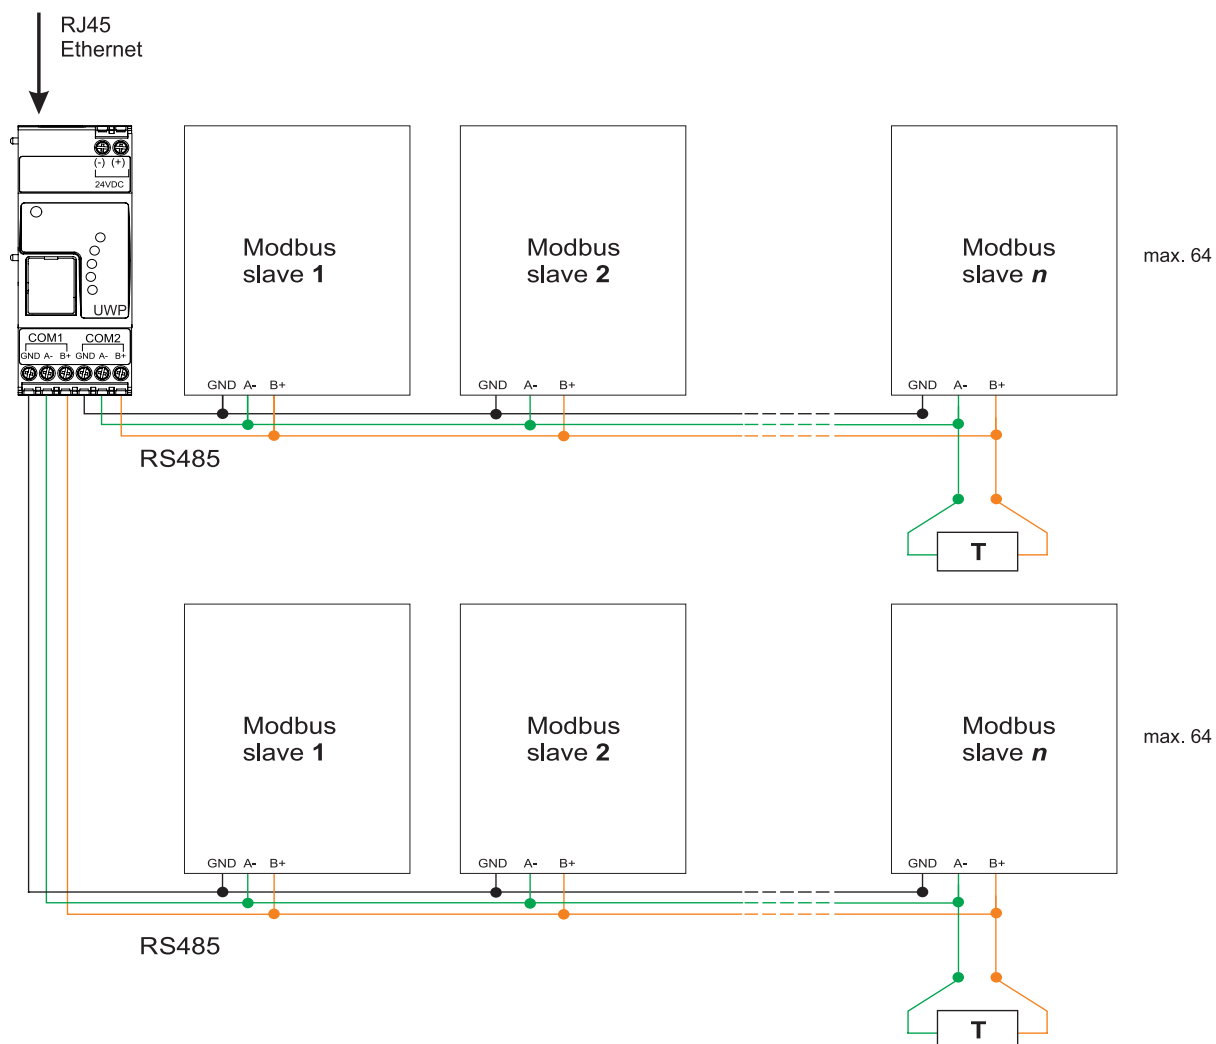 RJ45
Ethernet
(-) (+)
24VDC
UWP
COM1 COM2
GND A- B+ GND A- B+
Modbus
slave 1
Modbus
slave 2
Modbus
slave n
max. 64
GND A- B+
GND A- B+
GND A- B+
RS485
T
Modbus
slave 1
Modbus
slave 2
Modbus
slave n
max. 64
GND A- B+
GND A- B+
GND A- B+
RS485
T